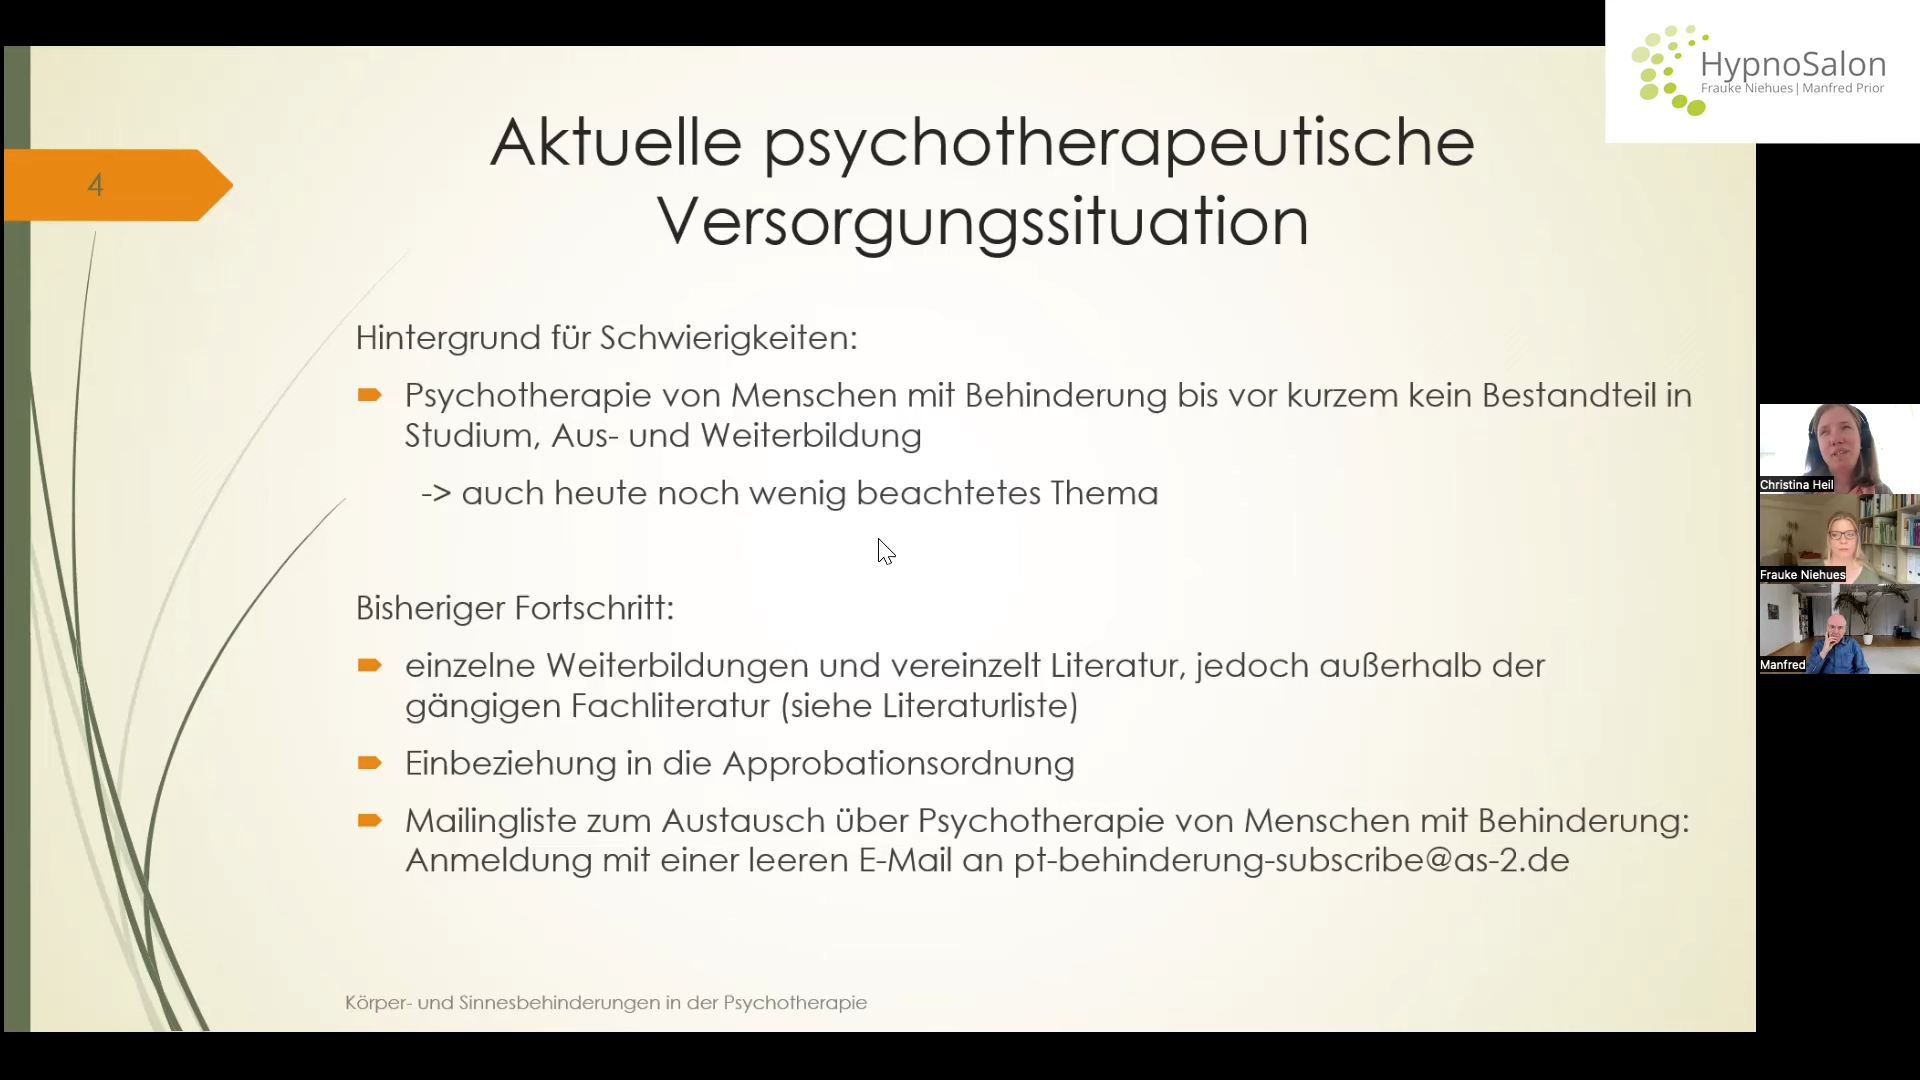 HypnoSalon
Frauke Niehues | Manfred Prior
Aktuelle psychotherapeutische
Versorgungssituation
4
Hintergrund für Schwierigkeiten:
Psychotherapie von Menschen mit Behinderung bis vor kurzem kein Bestandteil in
Studium, Aus- und Weiterbildung
-> auch heute noch wenig beachtetes Thema
Bisheriger Fortschritt:
einzelne Weiterbildungen und vereinzelt Literatur, jedoch außerhalb der
gängigen Fachliteratur (siehe Literaturliste)
Einbeziehung in die Approbationsordnung
Mailingliste zum Austausch über Psychotherapie von Menschen mit Behinderung:
Anmeldung mit einer leeren E-Mail an pt-behinderung-subscribe@as-2.de
Körper- und Sinnesbehinderungen in der Psychotherapie
Christina Heil
Frauke Niehues
Manfred